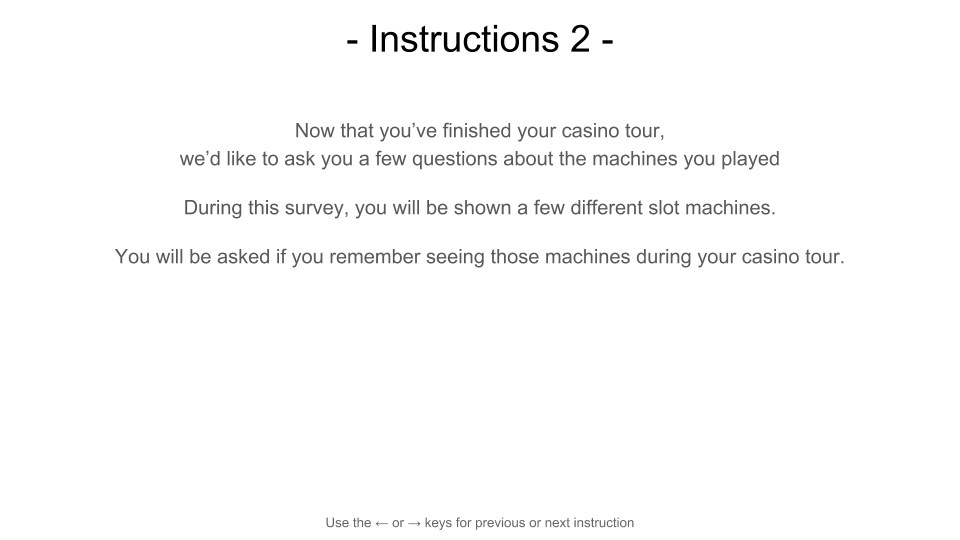 - Instructions 2 -
Now that you’ve finished your casino tour,
we’d like to ask you a few questions about the machines you played
During this survey, you will be shown a few different slot machines.
You will be asked if you remember seeing those machines during your casino tour.
Use the ← or → keys for previous or next instruction